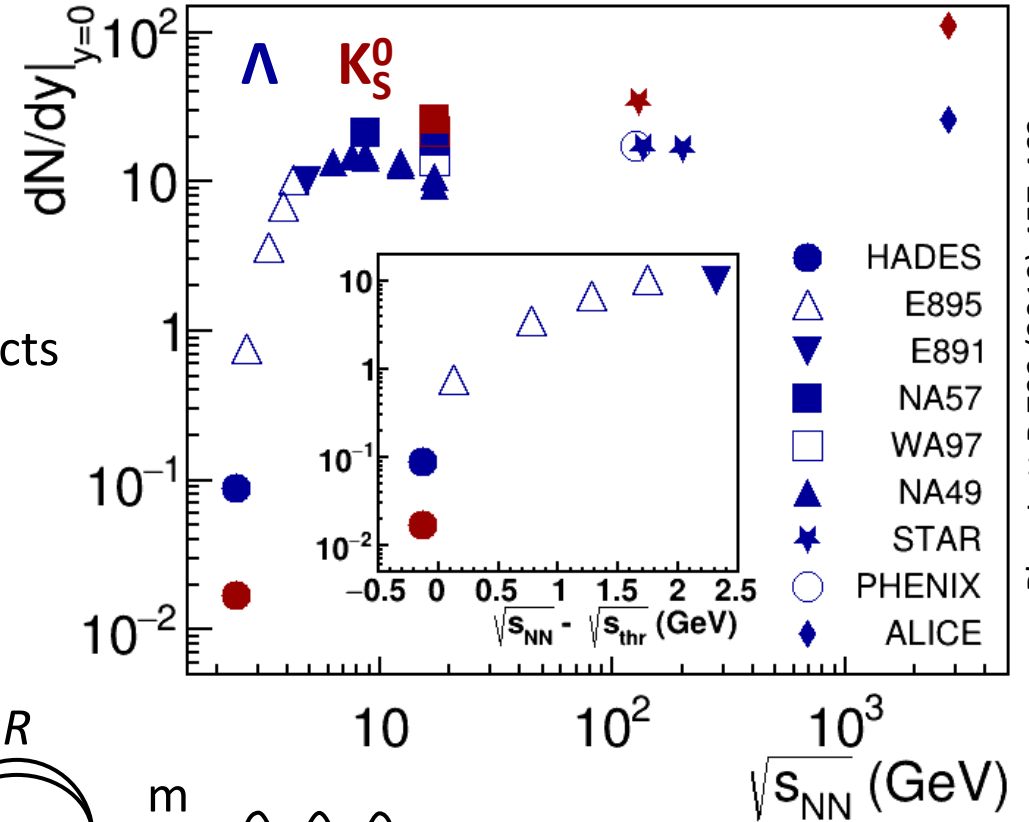 dN/dy|y=0
10²
10
1
10⁻¹
10⁻²
Λ K⁰S
cts
HADES
E895
E891
NA57
WA97
NA49
STAR
PHENIX
ALICE
10
1
10⁻¹
10⁻²
−0.5 0 0.5 1 1.5 2 2.5
√sNN - √sthr (GeV)
10 10² 10³
√sNN (GeV)
R
m